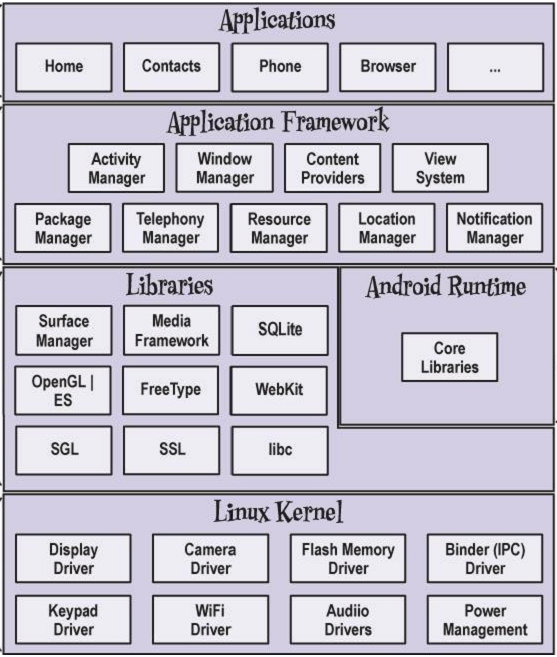 Applications
Home
Contacts
Phone
Browser
...
Application Framework
Activity
Manager
Window
Manager
Content
Providers
View
System
Package
Manager
Telephony
Manager
Resource
Manager
Location
Manager
Notification
Manager
Libraries
Surface
Manager
Media
Framework
SQLite
OpenGL |
ES
FreeType
WebKit
SGL
SSL
libc
Android Runtime
Core
Libraries
Linux Kernel
Display
Driver
Camera
Driver
Flash Memory
Driver
Binder (IPC)
Driver
Keypad
Driver
WiFi
Driver
Audiio
Drivers
Power
Management